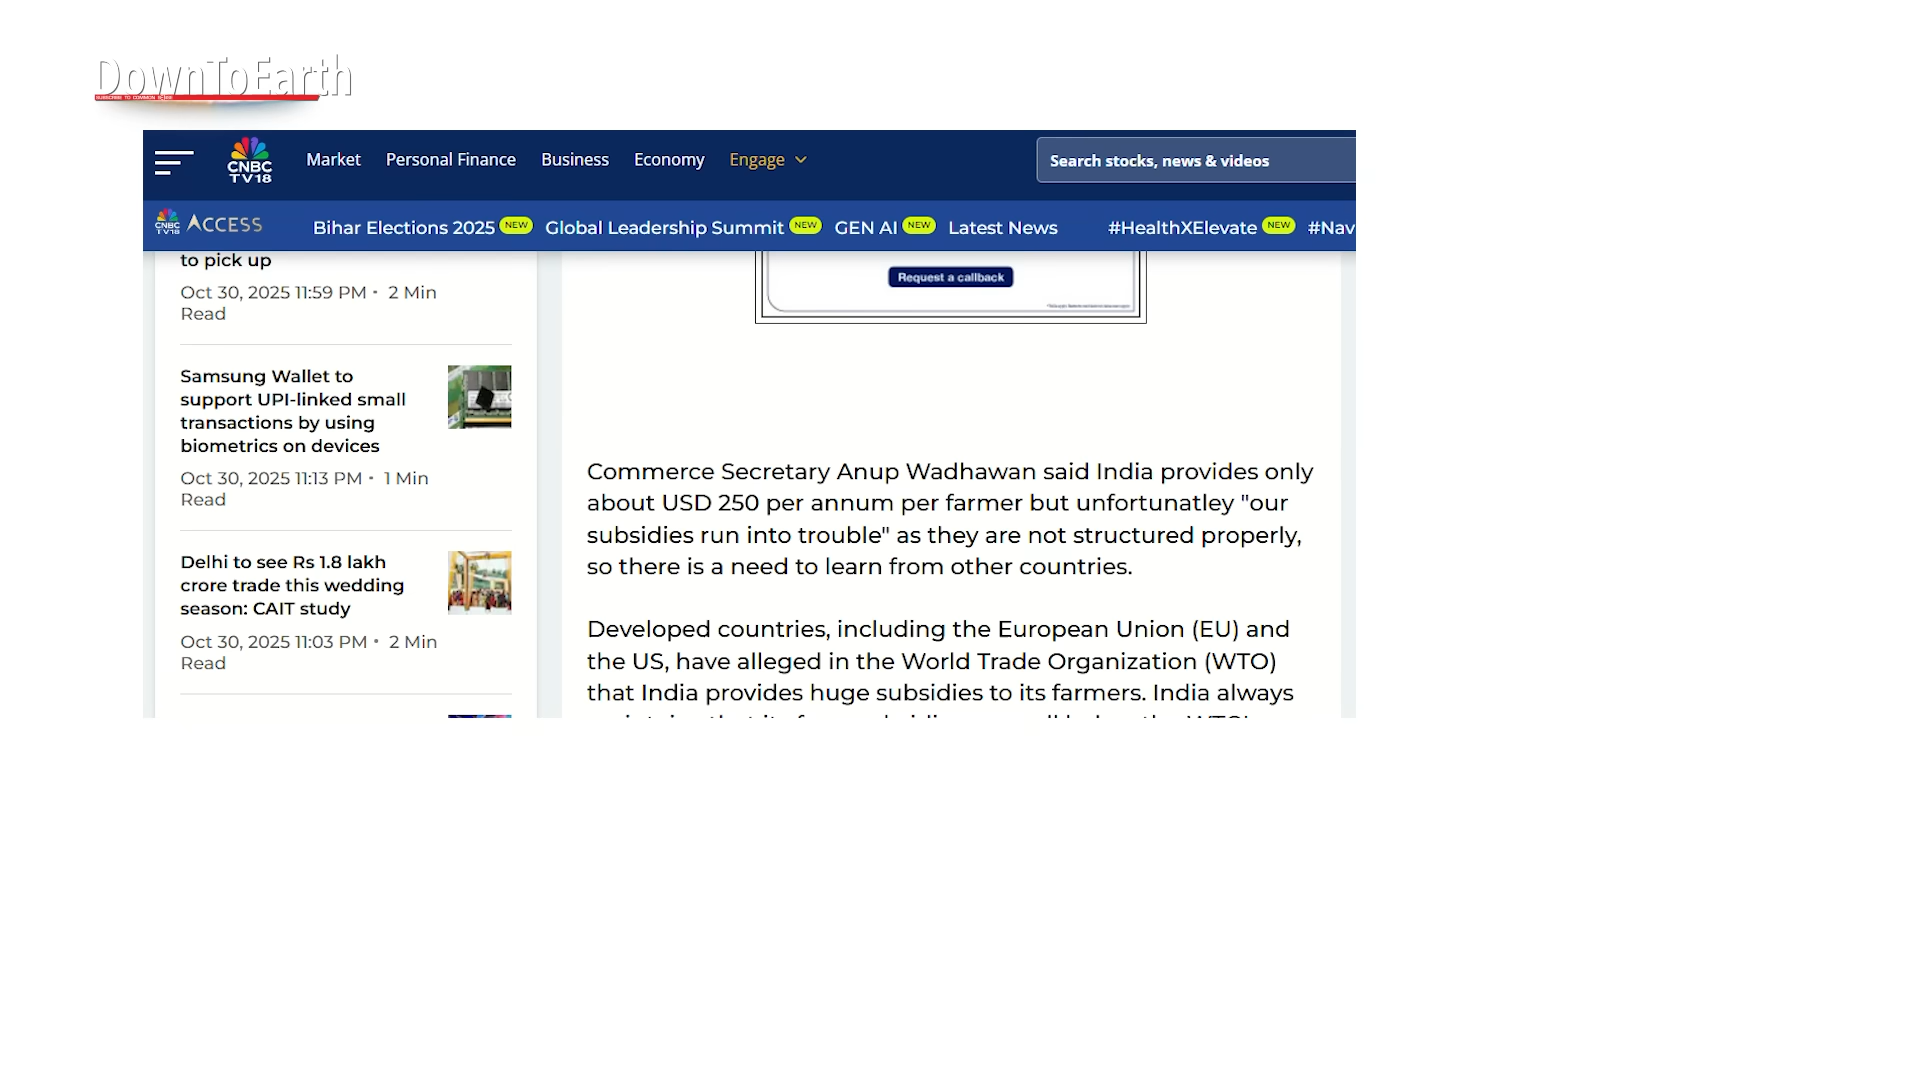 DownToEarth
SUBSCRIBE TO COMMON
CNBC
TV18
Market
Personal Finance
Business
Economy
Engage
Search stocks, news & videos
CNBC
TV18
ACCESS
Bihar Elections 2025 NEW
Global Leadership Summit NEW
GEN AI NEW
Latest News
#HealthXElevate NEW
#Nav
to pick up
Oct 30, 2025 11:59 PM • 2 Min
Read
Samsung Wallet to
support UPI-linked small
transactions by using
biometrics on devices
Oct 30, 2025 11:13 PM • 1 Min
Read
Delhi to see Rs 1.8 lakh
crore trade this wedding
season: CAIT study
Oct 30, 2025 11:03 PM • 2 Min
Read
Request a callback
Commerce Secretary Anup Wadhawan said India provides only
about USD 250 per annum per farmer but unfortunatley "our
subsidies run into trouble" as they are not structured properly,
so there is a need to learn from other countries.
Developed countries, including the European Union (EU) and
the US, have alleged in the World Trade Organization (WTO)
that India provides huge subsidies to its farmers. India always